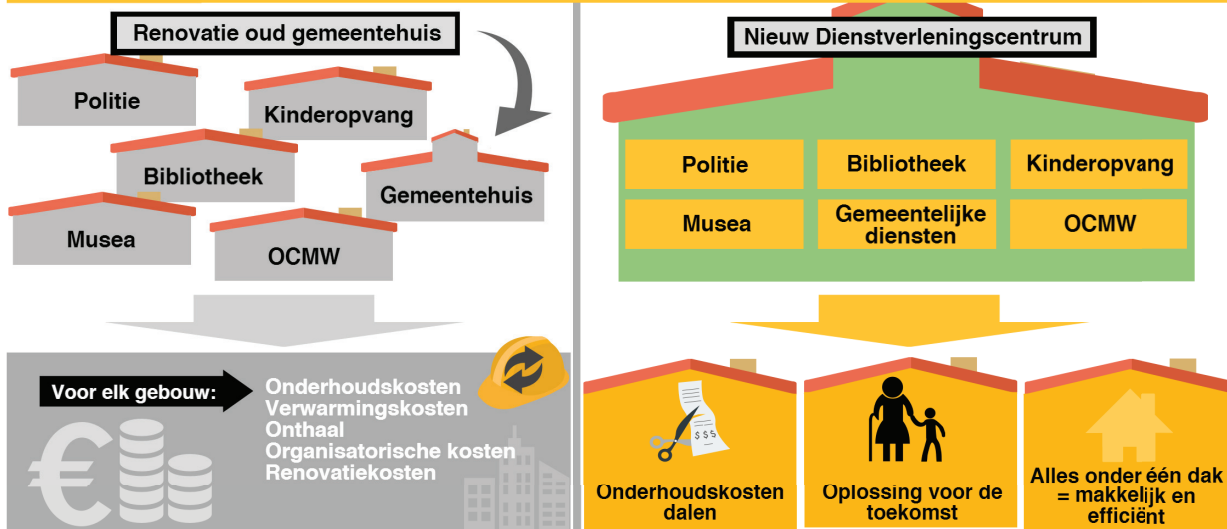 Renovatie oud gemeentehuis
Politie
Kinderopvang
Bibliotheek
Gemeentehuis
Musea
OCMW
Voor elk gebouw:
Onderhoudskosten
Verwarmingskosten
Onthaal
Organisatorische kosten
Renovatiekosten
€
Nieuw Dienstverleningscentrum
Politie
Bibliotheek
Kinderopvang
Musea
Gemeentelijke
diensten
OCMW
$$$
Onderhoudskosten
dalen
Oplossing voor de
toekomst
Alles onder één dak
= makkelijk en
efficiënt